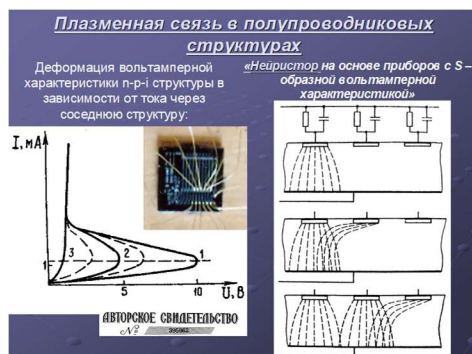 Плазменная связь в полупроводниковых
структурах
Деформация вольтамперной
характеристики n-p-i структуры в
зависимости от тока через
соседнюю структуру:
«Нейристор на основе приборов с S –
образной вольтамперной
характеристикой»
I, мА
3
2
1
1
5
10
U, В
АВТОРСКОЕ СВИДЕТЕЛЬСТВО
№